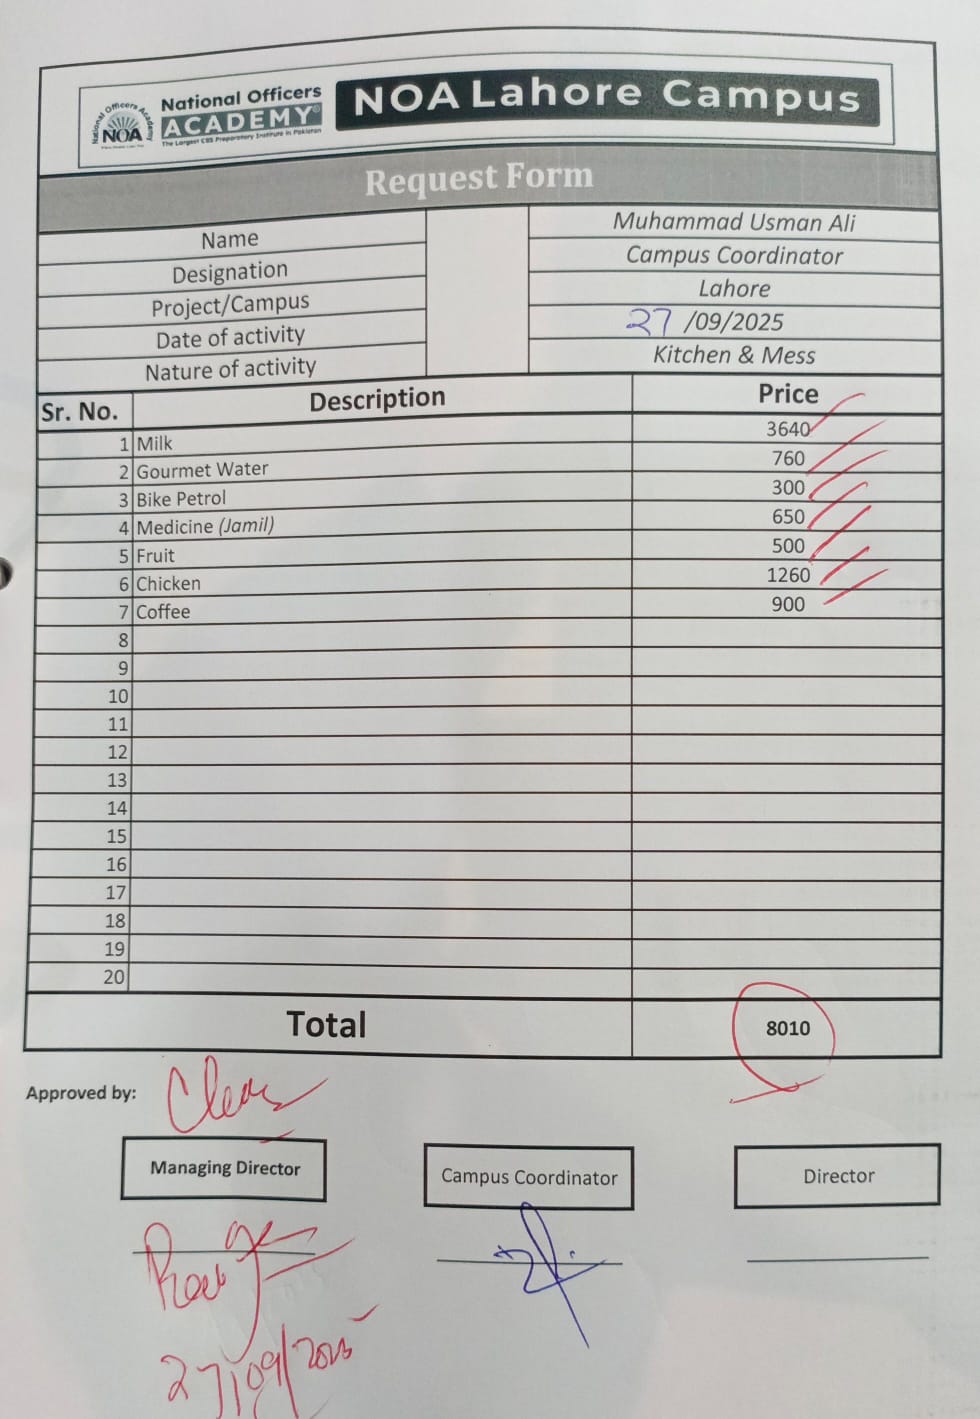 National Officers Academy
NOA
National Officers
ACADEMY
The Largest CSS Preparatory Institute in Pakistan
NOA Lahore Campus
Request Form
Name Muhammad Usman Ali
Designation Campus Coordinator
Project/Campus Lahore
Date of activity 27/09/2025
Nature of activity Kitchen & Mess
Sr. No. Description Price
1 Milk 3640
2 Gourmet Water 760
3 Bike Petrol 300
4 Medicine (Jamil) 650
5 Fruit 500
6 Chicken 1260
7 Coffee 900
8
9
10
11
12
13
14
15
16
17
18
19
20
Total 8010
Approved by: Clear
Managing Director Campus Coordinator Director
27/09/2025